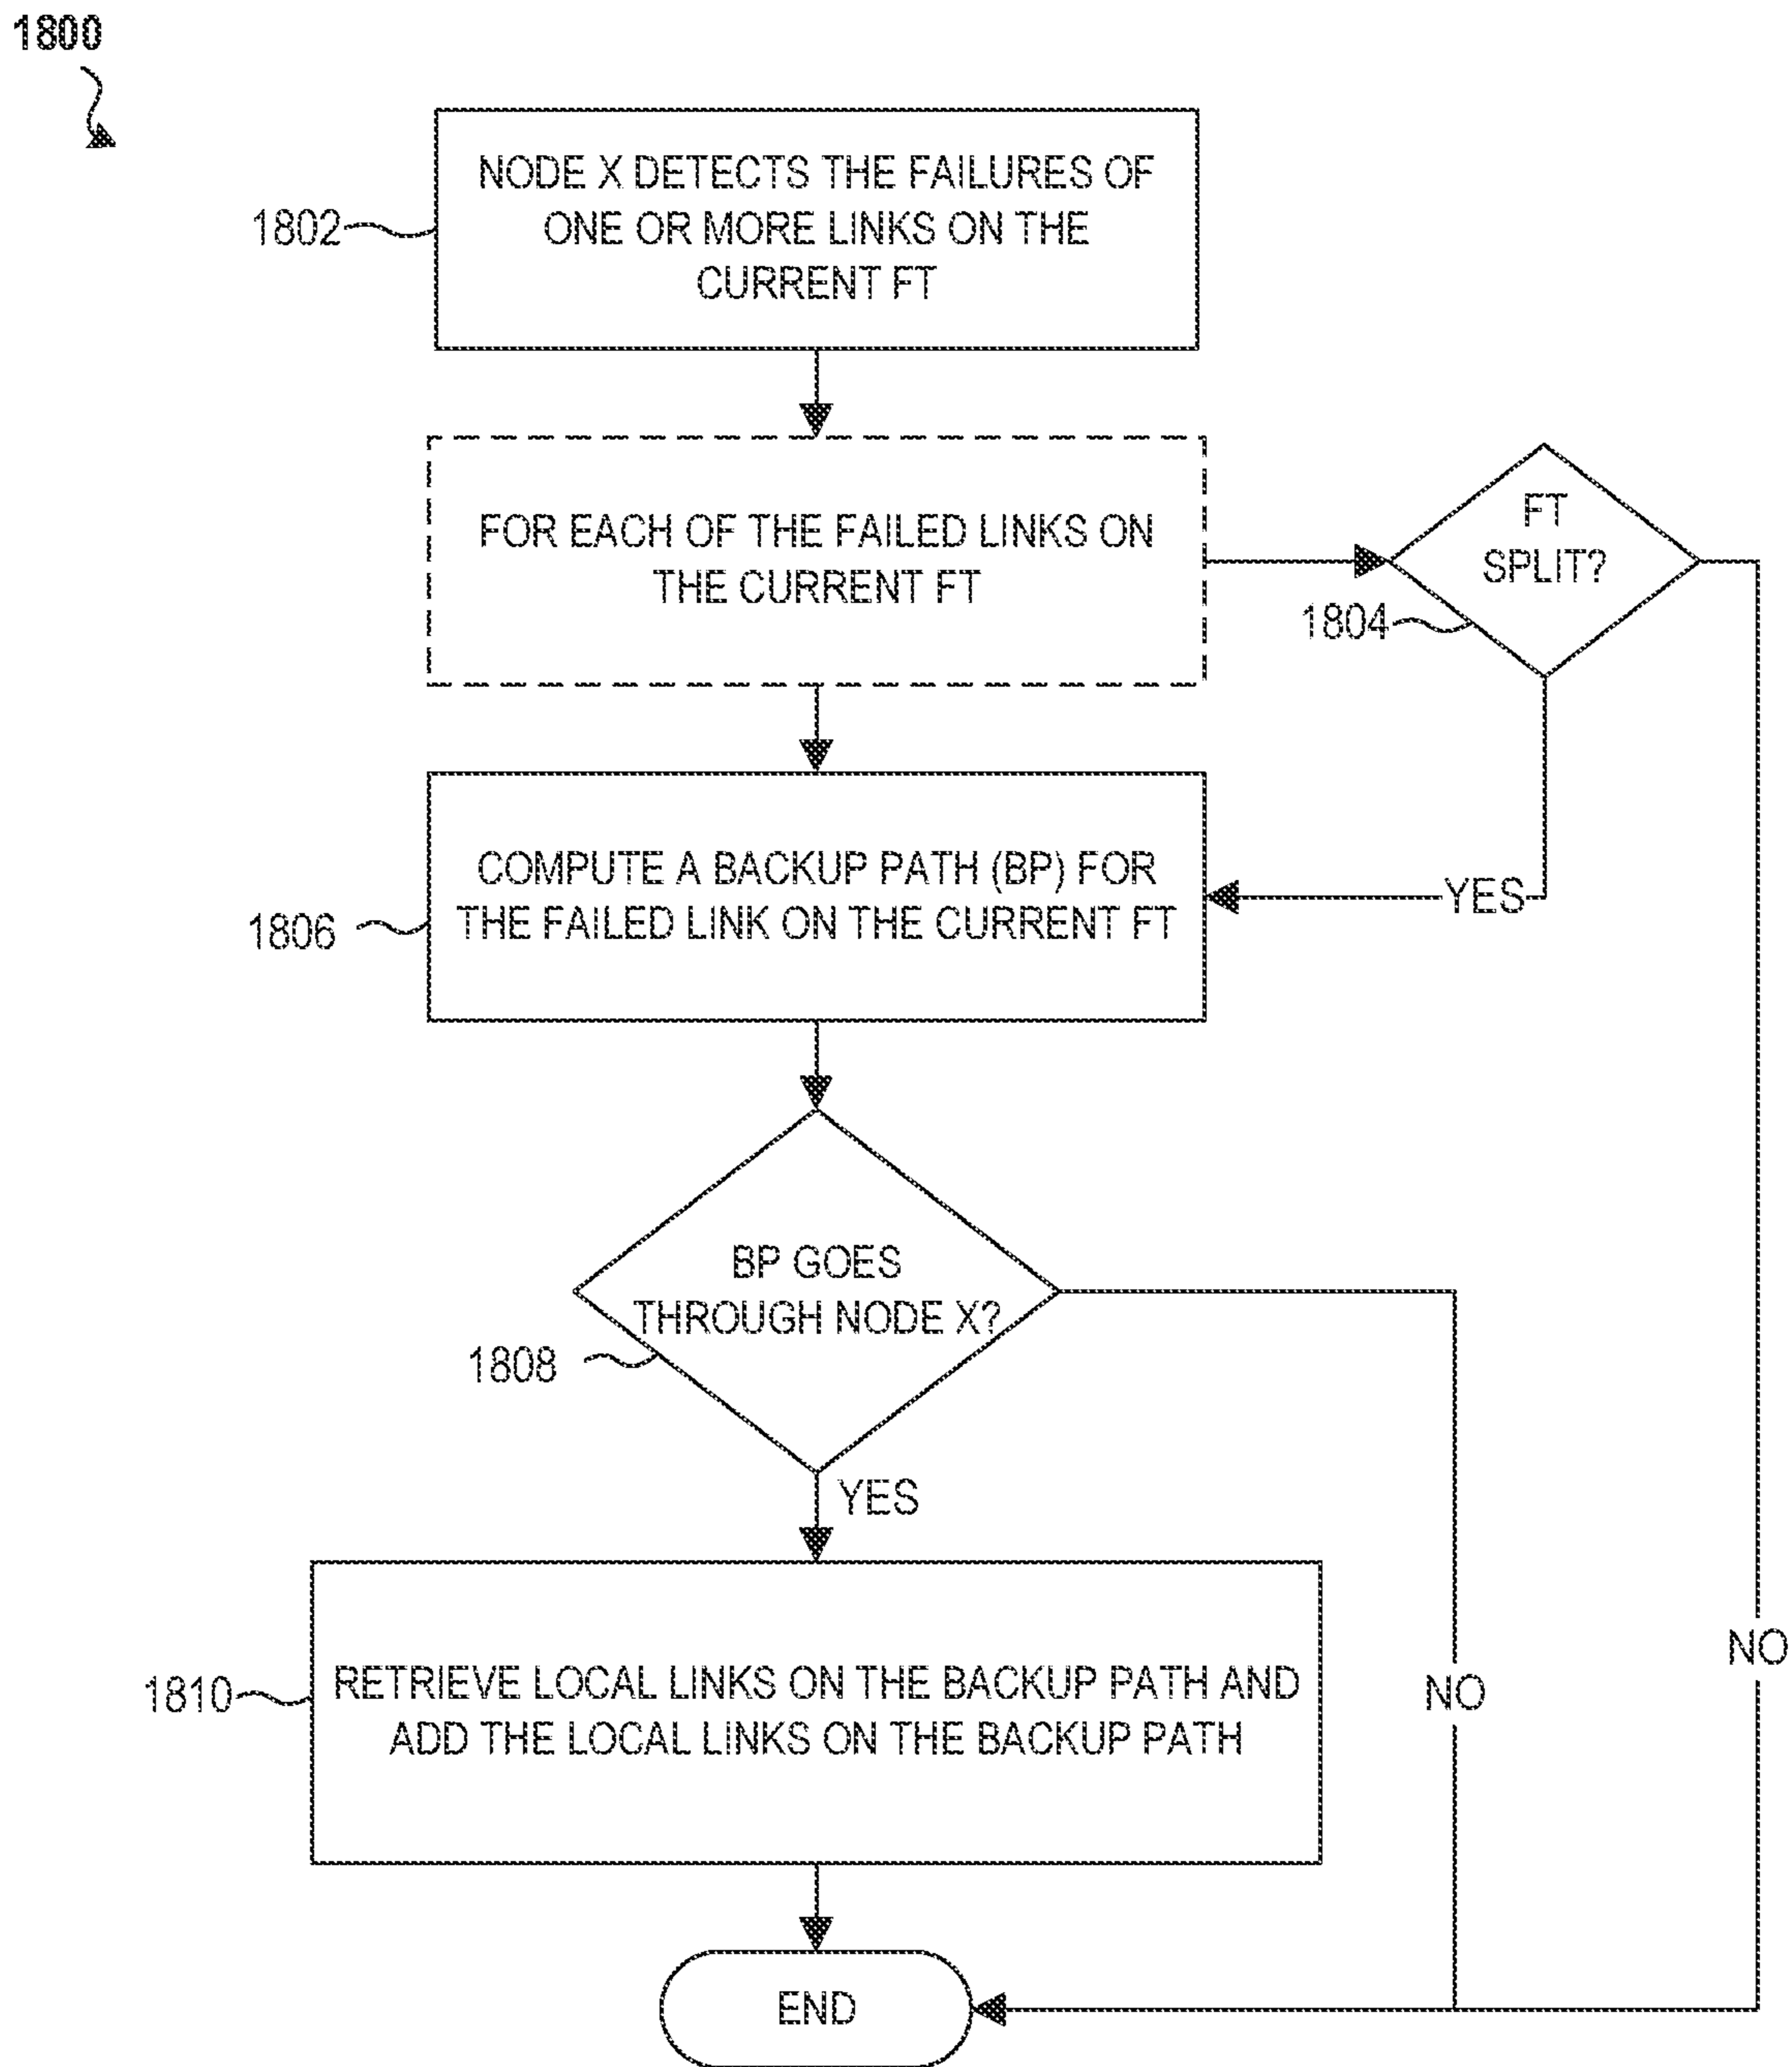 1800
NODE X DETECTS THE FAILURES OF
ONE OR MORE LINKS ON THE
CURRENT FT
1802
FOR EACH OF THE FAILED LINKS ON
THE CURRENT FT
FT
SPLIT?
1804
COMPUTE A BACKUP PATH (BP) FOR
THE FAILED LINK ON THE CURRENT FT
YES
1806
BP GOES
THROUGH NODE X?
1808
YES
NO
NO
RETRIEVE LOCAL LINKS ON THE BACKUP PATH AND
ADD THE LOCAL LINKS ON THE BACKUP PATH
1810
END